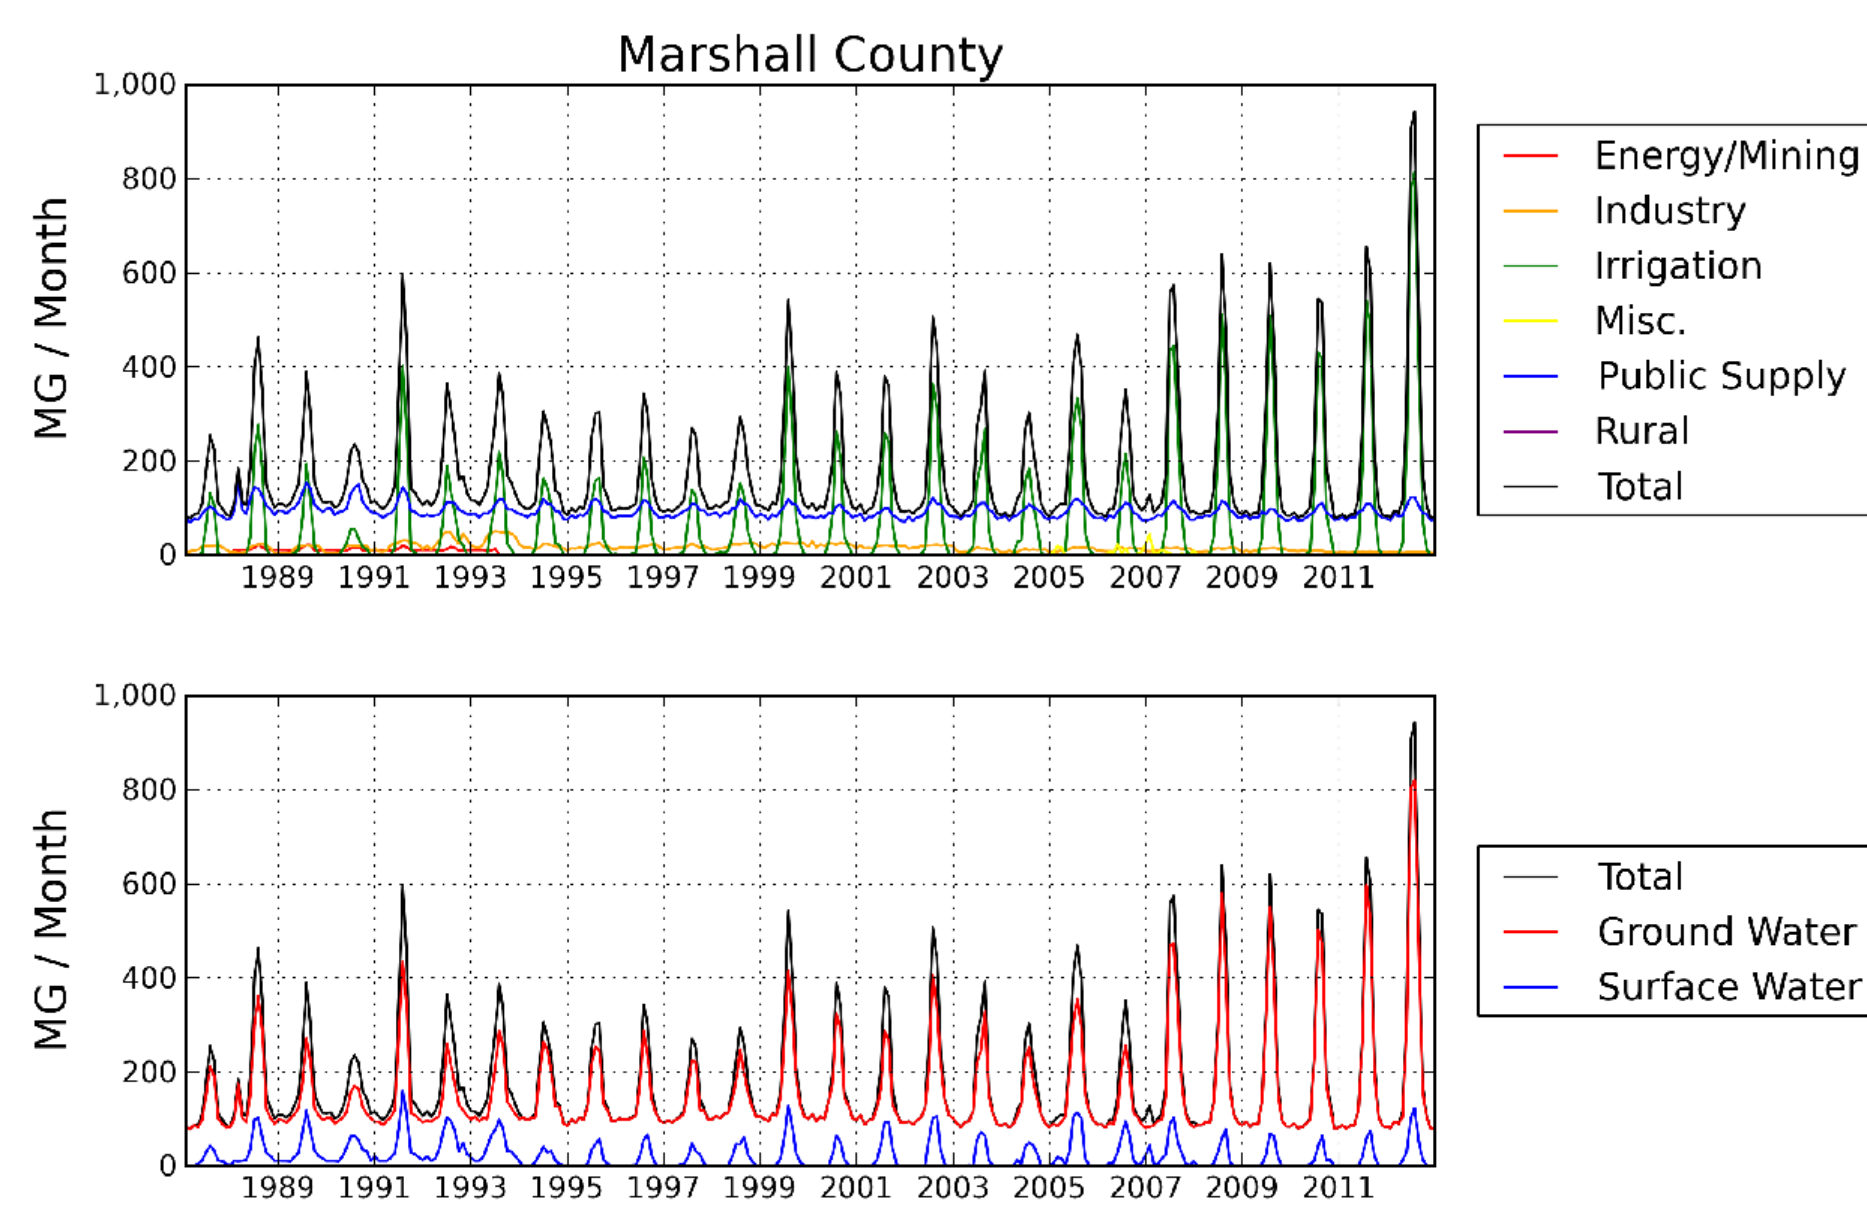 Marshall County
MG / Month
1,000
800
600
400
200
0
1989 1991 1993 1995 1997 1999 2001 2003 2005 2007 2009 2011
Energy/Mining
Industry
Irrigation
Misc.
Public Supply
Rural
Total
MG / Month
1,000
800
600
400
200
0
1989 1991 1993 1995 1997 1999 2001 2003 2005 2007 2009 2011
Total
Ground Water
Surface Water